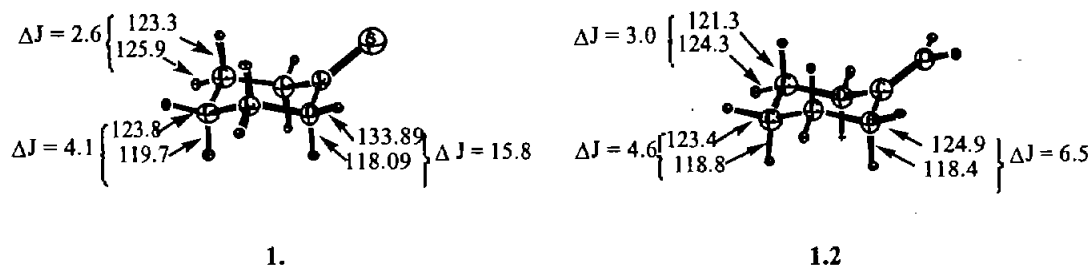 ΔJ = 2.6 { 123.3
125.9
S
ΔJ = 4.1 { 123.8
119.7
133.89
118.09 } Δ J = 15.8
1.
ΔJ = 3.0 { 121.3
124.3
ΔJ = 4.6 { 123.4
118.8
124.9
118.4 } ΔJ = 6.5
1.2